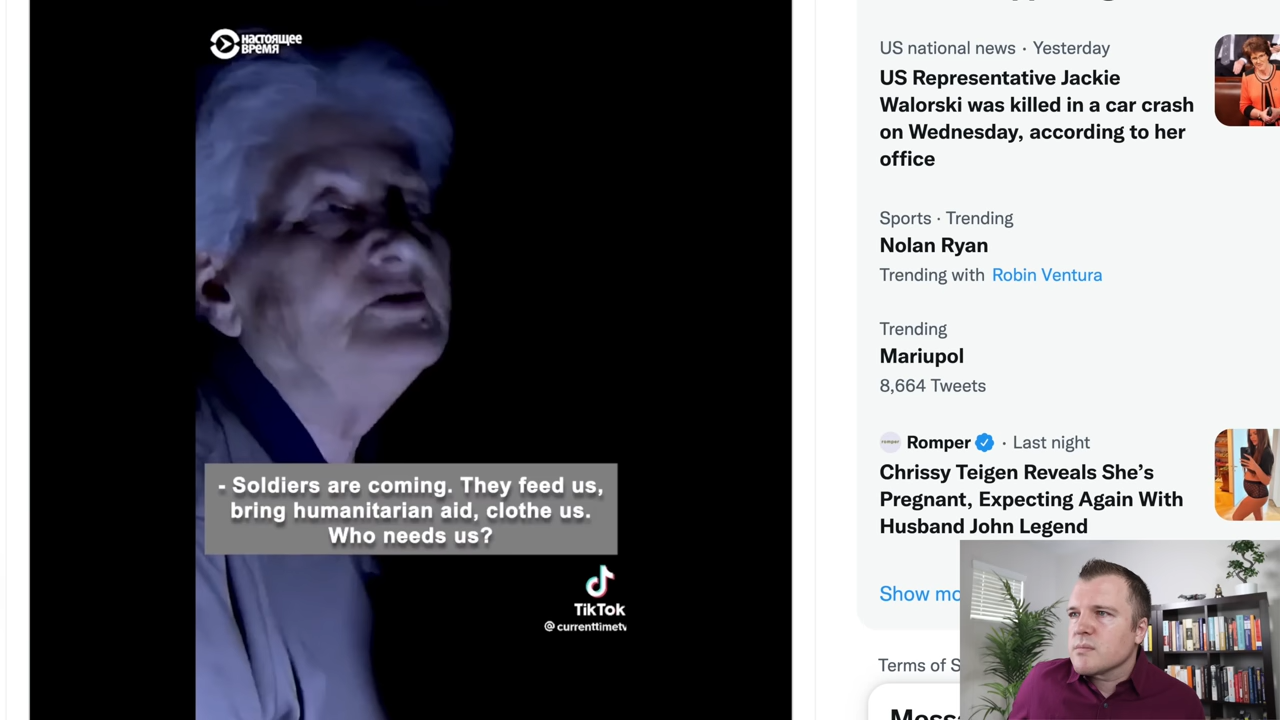 НАСТОЯЩЕЕ
ВРЕМЯ
- Soldiers are coming. They feed us,
bring humanitarian aid, clothe us.
Who needs us?
TikTok
@ currenttimetv
US national news · Yesterday
US Representative Jackie
Walorski was killed in a car crash
on Wednesday, according to her
office
Sports · Trending
Nolan Ryan
Trending with Robin Ventura
Trending
Mariupol
8,664 Tweets
romper
Romper · Last night
Chrissy Teigen Reveals She’s
Pregnant, Expecting Again With
Husband John Legend
Show mo
Terms of S
Messa